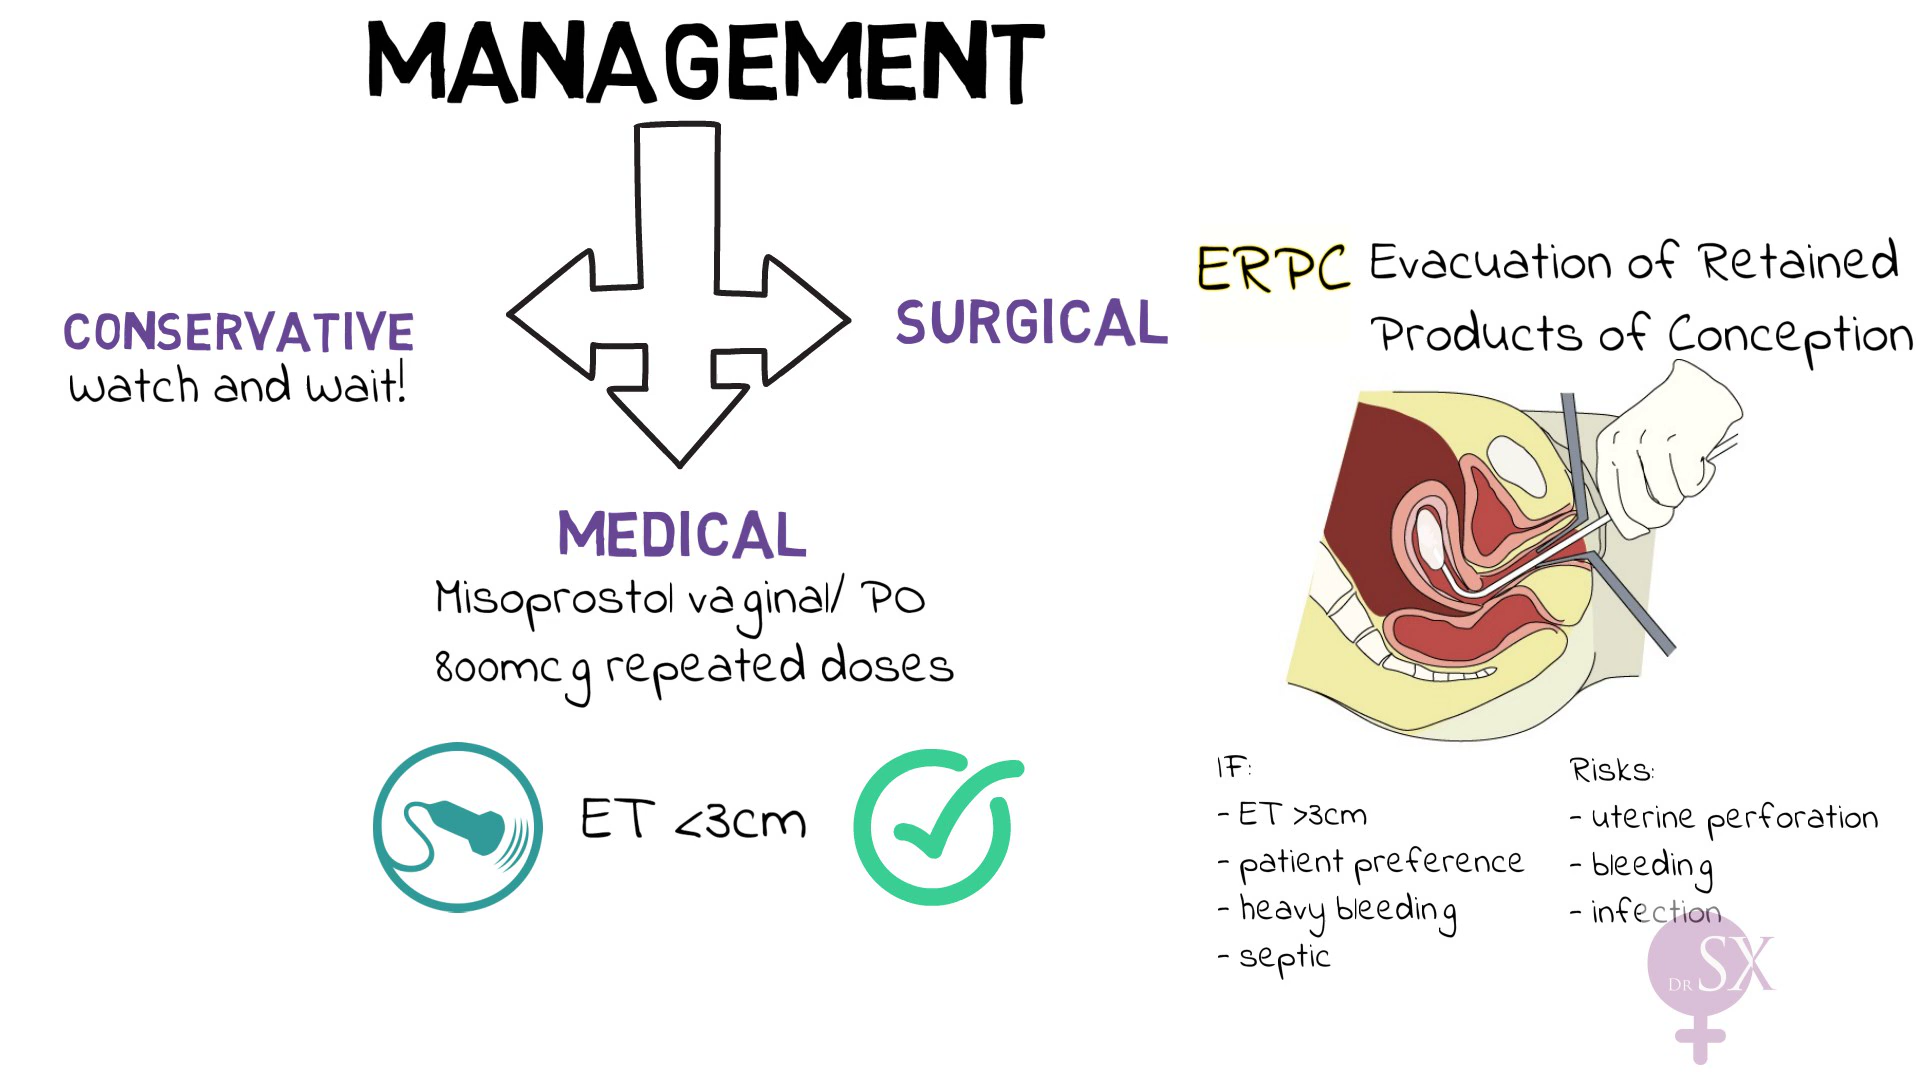 MANAGEMENT
CONSERVATIVE
watch and wait!
SURGICAL
ERPC Evacuation of Retained
Products of Conception
MEDICAL
Misoprostol vaginal/ PO
800mcg repeated doses
ET <3cm
IF:
- ET >3cm
- patient preference
- heavy bleeding
- septic
Risks:
- uterine perforation
- bleeding
- infection
DR SX